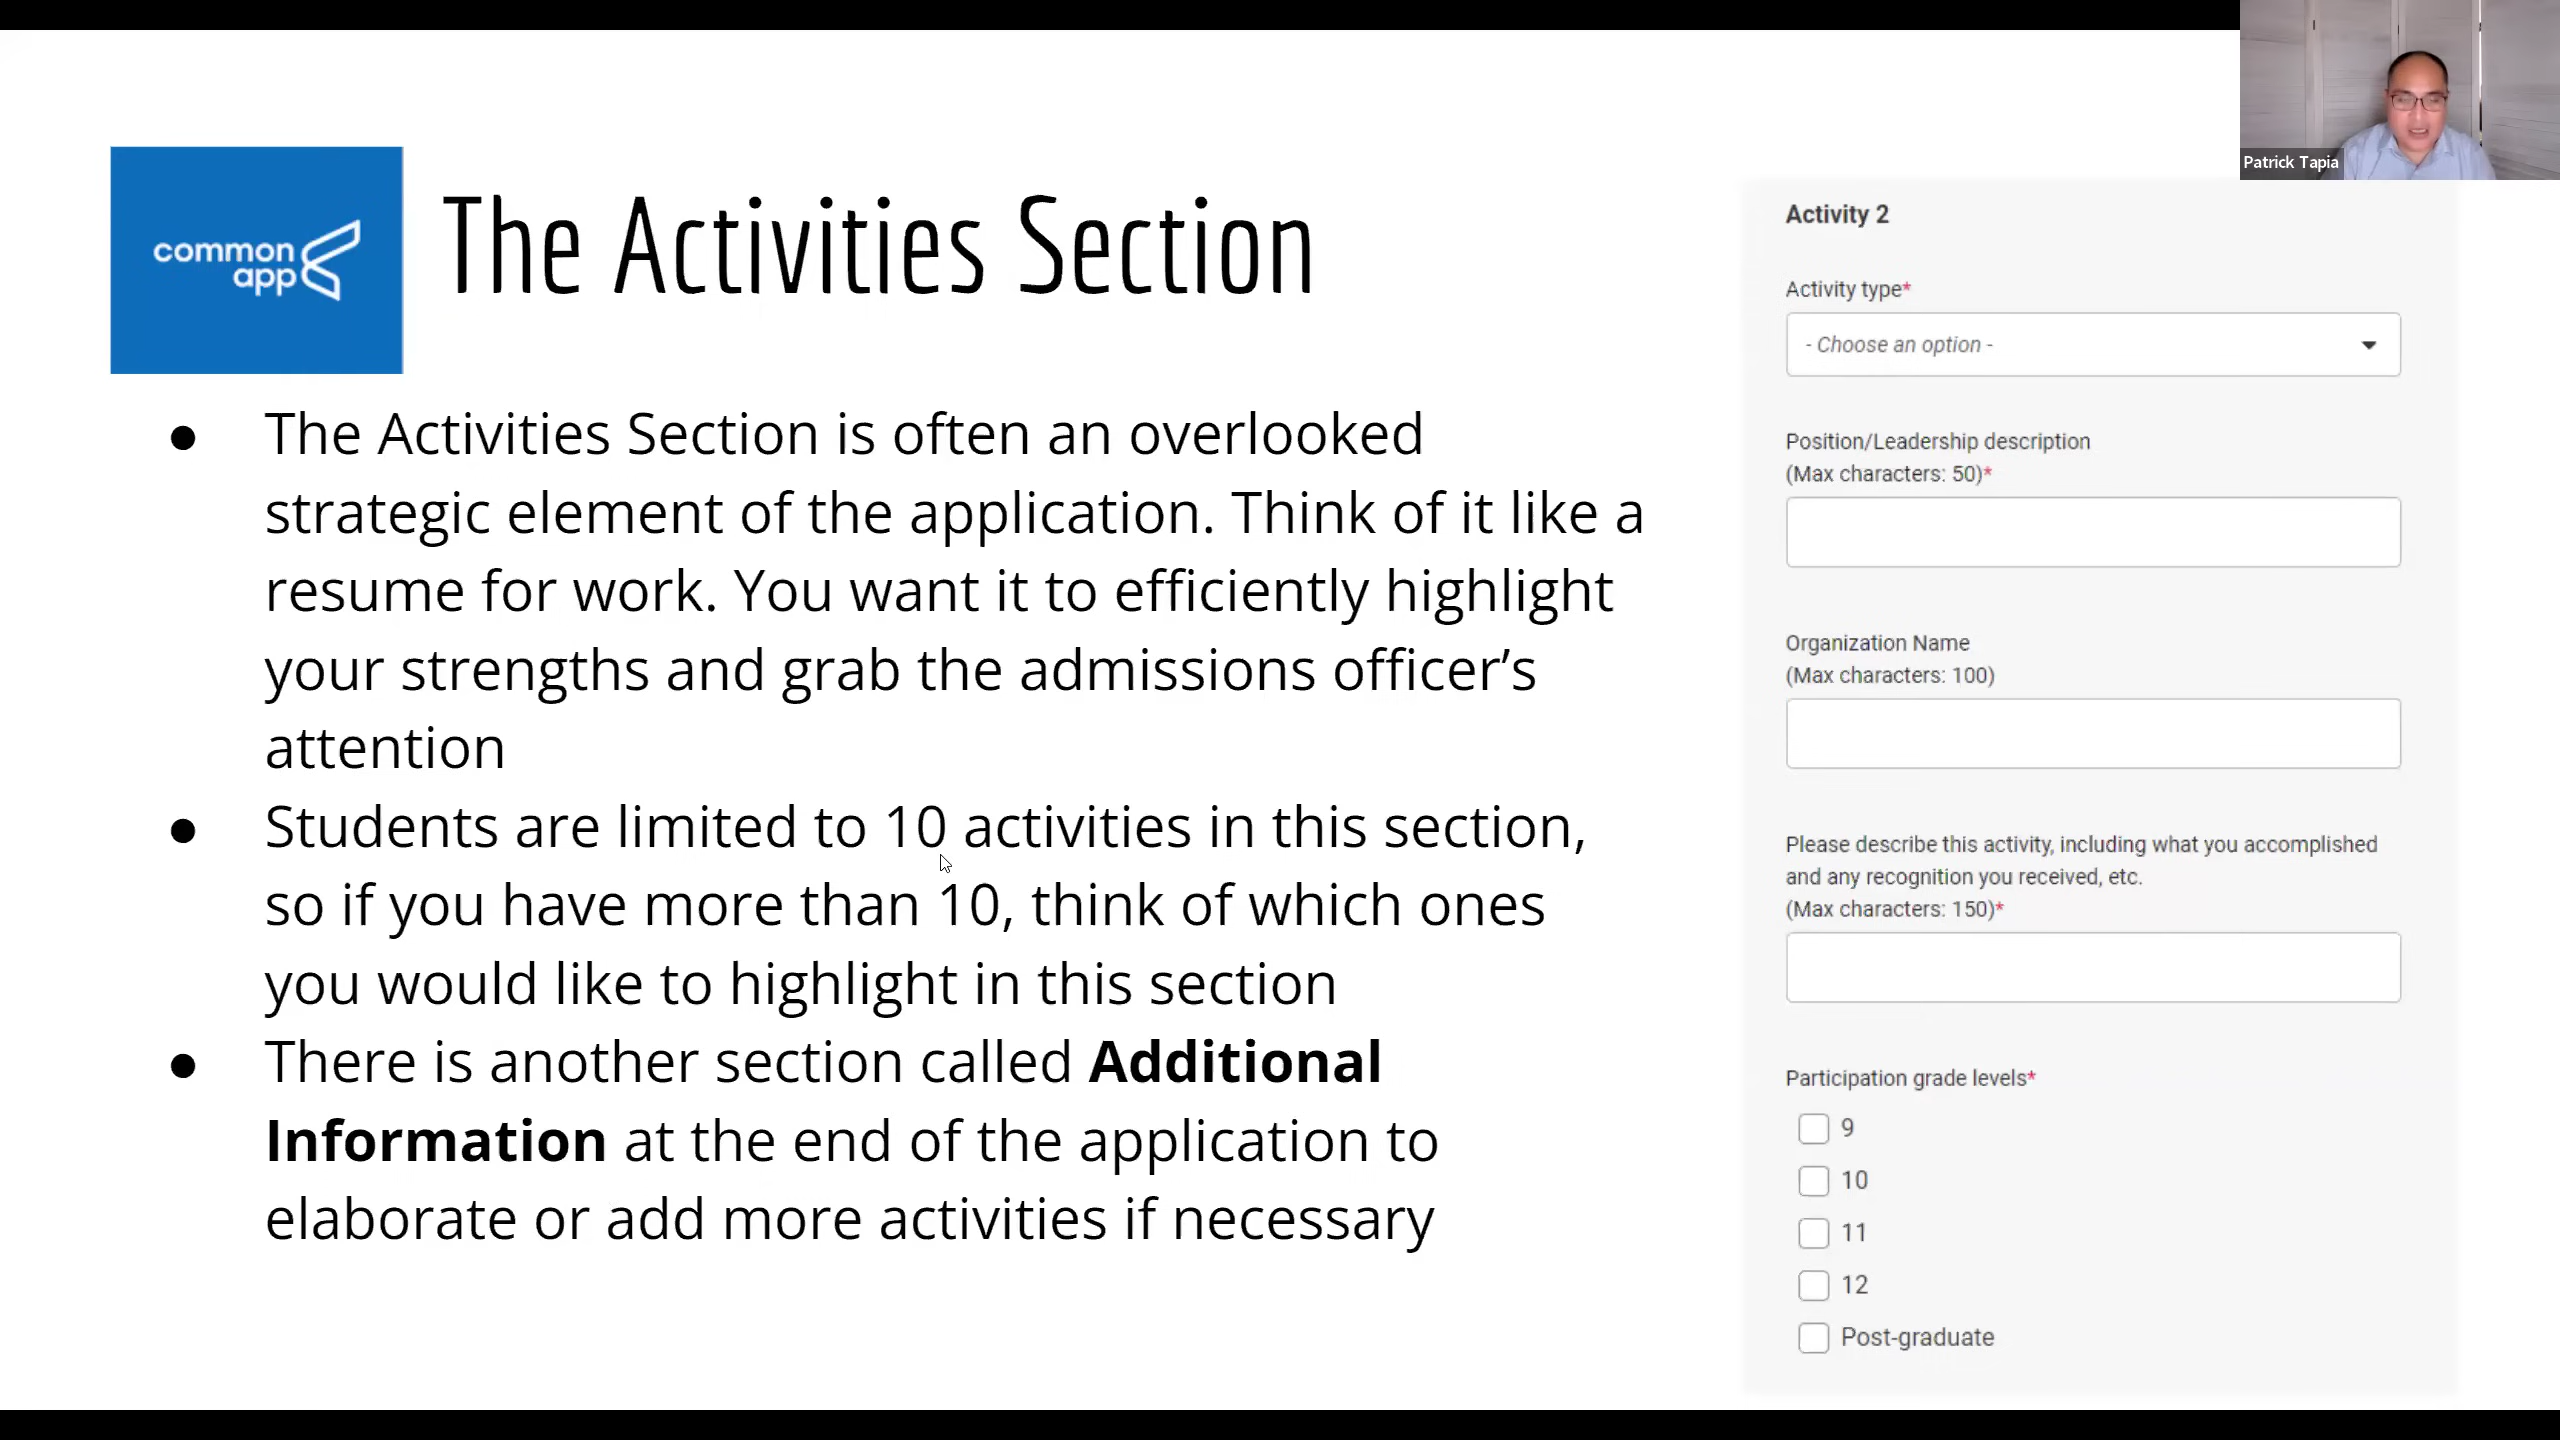 common
app
The Activities Section
● The Activities Section is often an overlooked
strategic element of the application. Think of it like a
resume for work. You want it to efficiently highlight
your strengths and grab the admissions officer’s
attention
● Students are limited to 10 activities in this section,
so if you have more than 10, think of which ones
you would like to highlight in this section
● There is another section called Additional
Information at the end of the application to
elaborate or add more activities if necessary
Patrick Tapia
Activity 2
Activity type*
- Choose an option -
Position/Leadership description
(Max characters: 50)*
Organization Name
(Max characters: 100)
Please describe this activity, including what you accomplished
and any recognition you received, etc.
(Max characters: 150)*
Participation grade levels*
9
10
11
12
Post-graduate